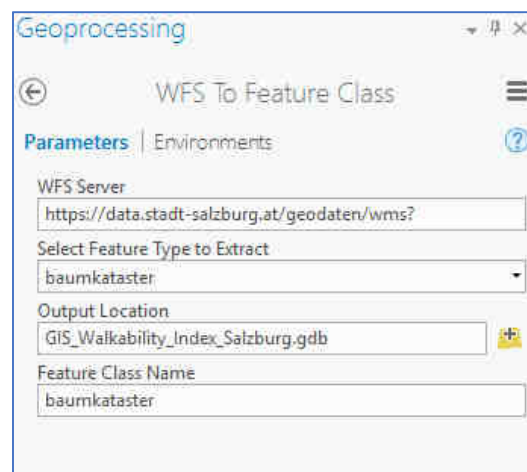 Geoprocessing
WFS To Feature Class
Parameters | Environments
WFS Server
https://data.stadt-salzburg.at/geodaten/wms?
Select Feature Type to Extract
baumkataster
Output Location
GIS_Walkability_Index_Salzburg.gdb
Feature Class Name
baumkataster